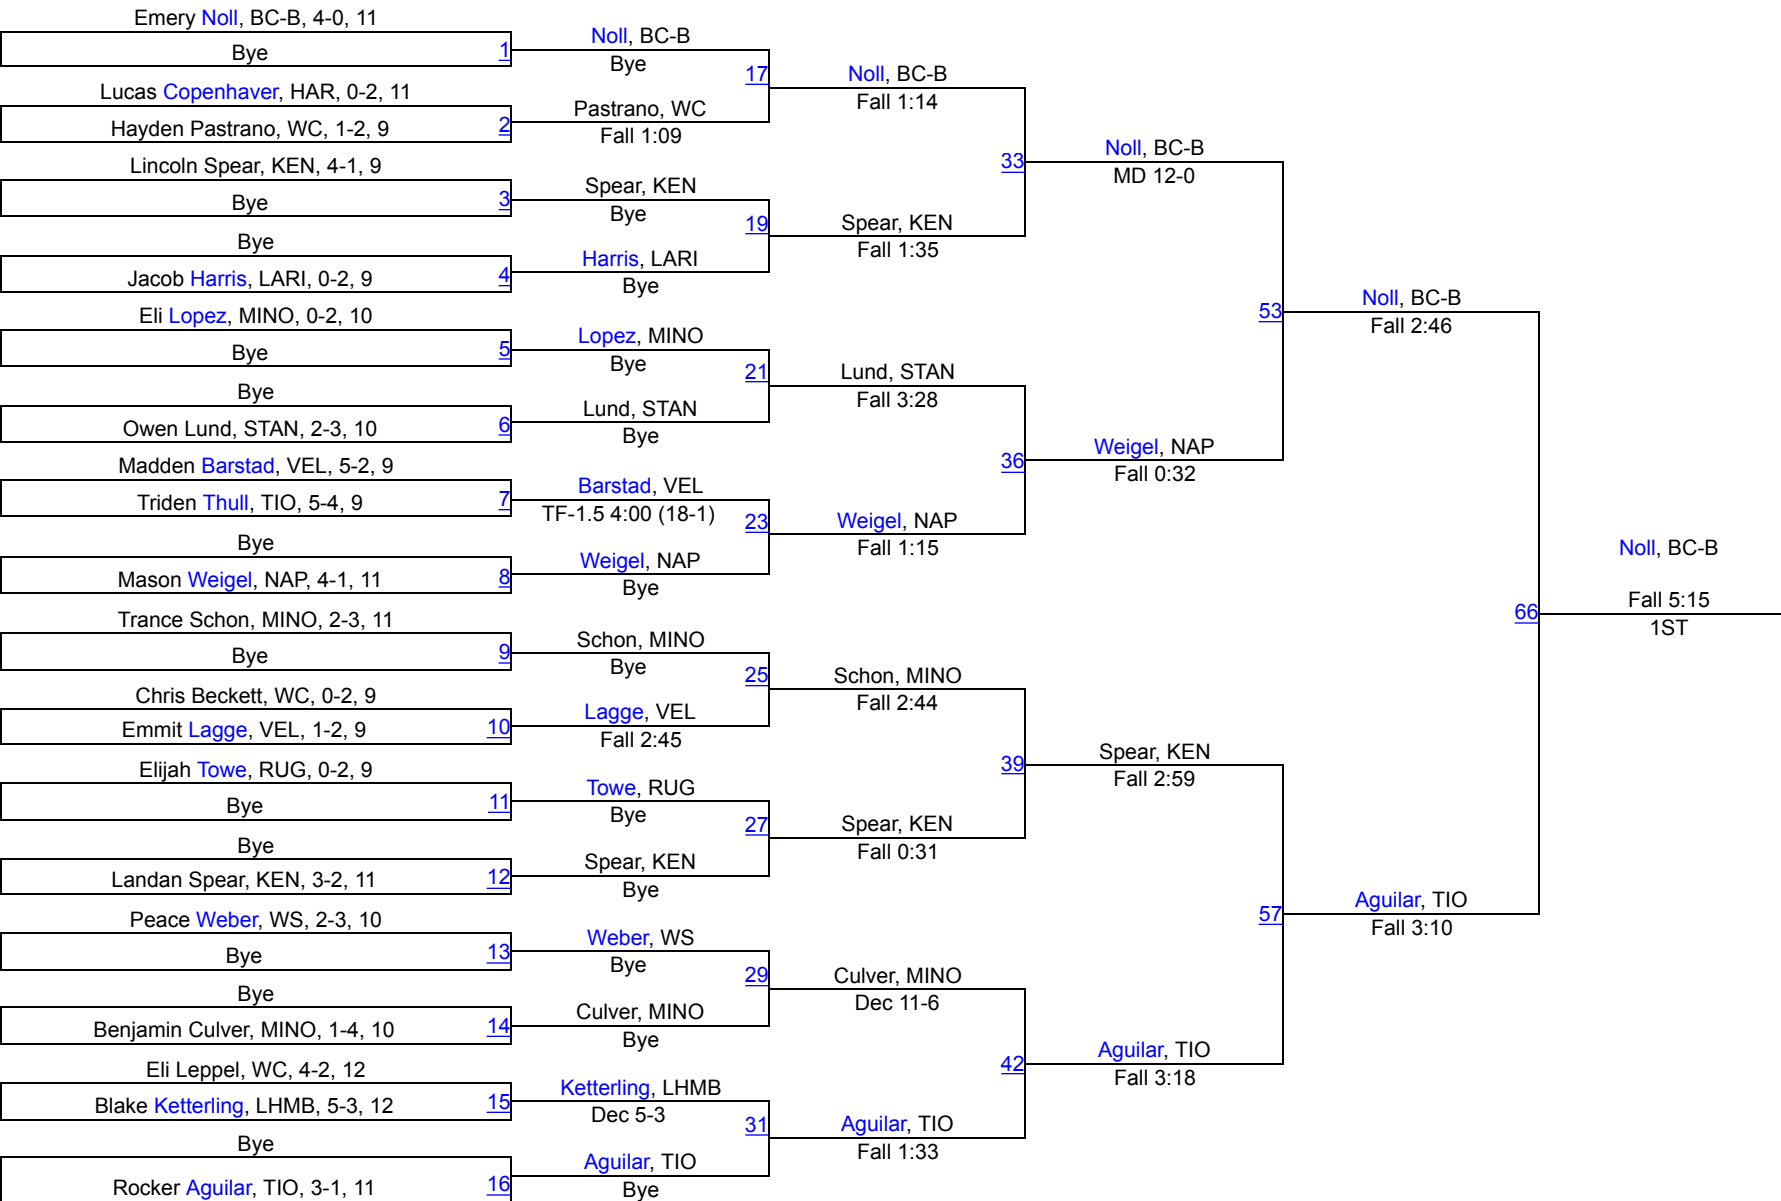 Emery Noll, BC-B, 4-0, 11
Bye
1
Lucas Copenhaver, HAR, 0-2, 11
Hayden Pastrano, WC, 1-2, 9
2
Lincoln Spear, KEN, 4-1, 9
Bye
3
Bye
Jacob Harris, LARI, 0-2, 9
4
Eli Lopez, MINO, 0-2, 10
Bye
5
Bye
Owen Lund, STAN, 2-3, 10
6
Madden Barstad, VEL, 5-2, 9
Triden Thull, TIO, 5-4, 9
7
Bye
Mason Weigel, NAP, 4-1, 11
8
Trance Schon, MINO, 2-3, 11
Bye
9
Chris Beckett, WC, 0-2, 9
Emmit Lagge, VEL, 1-2, 9
10
Elijah Towe, RUG, 0-2, 9
Bye
11
Bye
Landan Spear, KEN, 3-2, 11
12
Peace Weber, WS, 2-3, 10
Bye
13
Bye
Benjamin Culver, MINO, 1-4, 10
14
Eli Leppel, WC, 4-2, 12
Blake Ketterling, LHMB, 5-3, 12
15
Bye
Rocker Aguilar, TIO, 3-1, 11
16
Noll, BC-B
Bye
17
Pastrano, WC
Fall 1:09
Spear, KEN
Bye
19
Harris, LARI
Bye
Lopez, MINO
Bye
21
Lund, STAN
Bye
Barstad, VEL
TF-1.5 4:00 (18-1)
23
Weigel, NAP
Bye
Schon, MINO
Bye
25
Lagge, VEL
Fall 2:45
Towe, RUG
Bye
27
Spear, KEN
Bye
Weber, WS
Bye
29
Culver, MINO
Bye
Ketterling, LHMB
Dec 5-3
31
Aguilar, TIO
Bye
Noll, BC-B
Fall 1:14
33
Spear, KEN
Fall 1:35
Lund, STAN
Fall 3:28
36
Weigel, NAP
Fall 1:15
Schon, MINO
Fall 2:44
39
Spear, KEN
Fall 0:31
Culver, MINO
Dec 11-6
42
Aguilar, TIO
Fall 1:33
Noll, BC-B
MD 12-0
53
Weigel, NAP
Fall 0:32
Spear, KEN
Fall 2:59
57
Aguilar, TIO
Fall 3:18
Noll, BC-B
Fall 2:46
66
Aguilar, TIO
Fall 3:10
Noll, BC-B
Fall 5:15
1ST